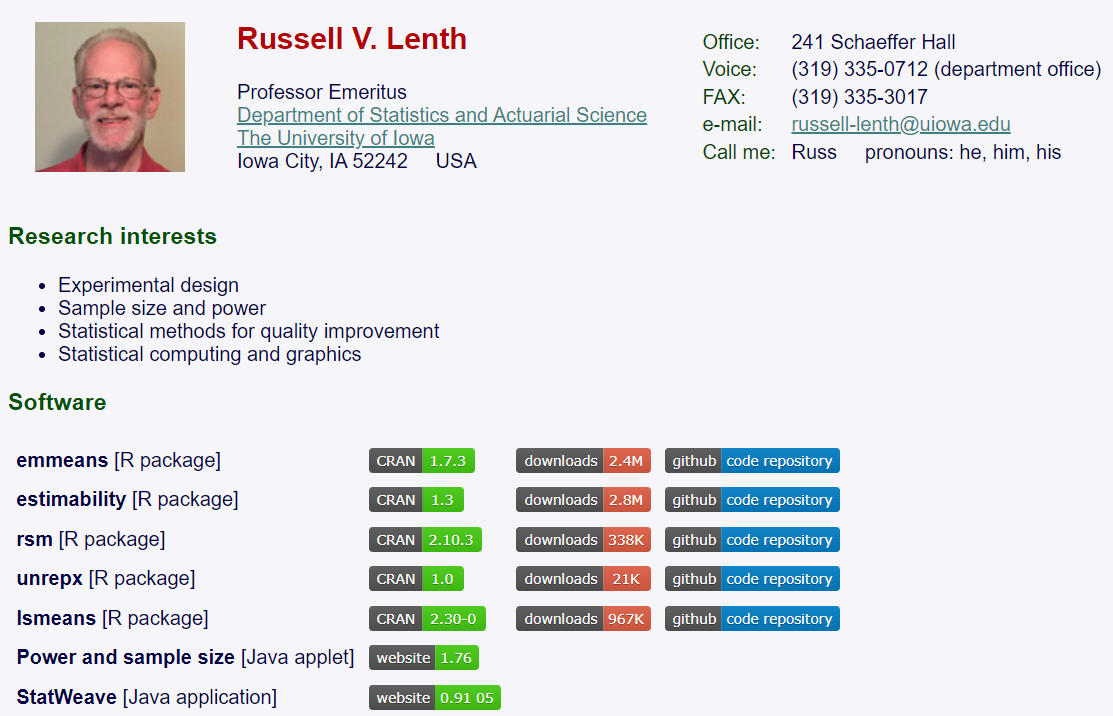 Russell V. Lenth
Professor Emeritus
Department of Statistics and Actuarial Science
The University of Iowa
Iowa City, IA 52242 USA
Office: 241 Schaeffer Hall
Voice: (319) 335-0712 (department office)
FAX: (319) 335-3017
e-mail: russell-lenth@uiowa.edu
Call me: Russ pronouns: he, him, his
Research interests
• Experimental design
• Sample size and power
• Statistical methods for quality improvement
• Statistical computing and graphics
Software
emmeans [R package] CRAN 1.7.3 downloads 2.4M github code repository
estimability [R package] CRAN 1.3 downloads 2.8M github code repository
rsm [R package] CRAN 2.10.3 downloads 338K github code repository
unrepx [R package] CRAN 1.0 downloads 21K github code repository
lsmeans [R package] CRAN 2.30-0 downloads 967K github code repository
Power and sample size [Java applet] website 1.76
StatWeave [Java application] website 0.91 05